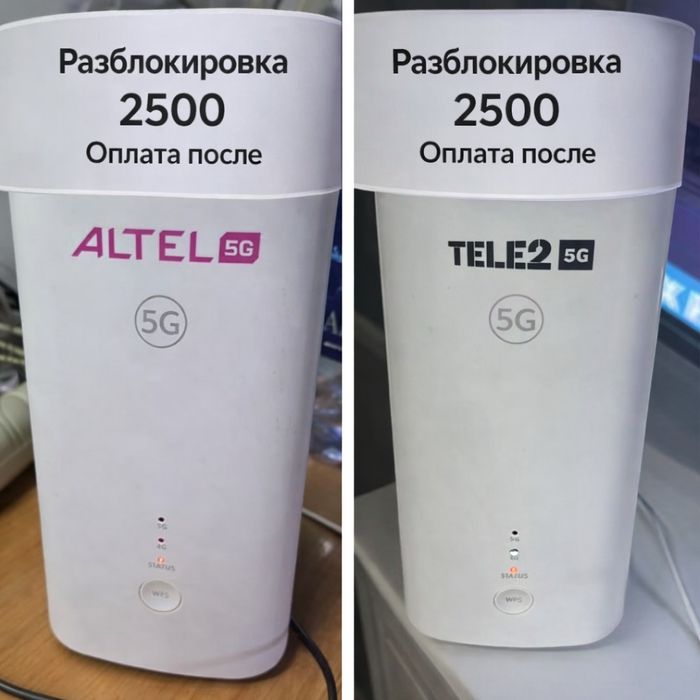 Разблокировка
2500
Оплата после
ALTEL 5G
5G
5G
4G
STATUS
WPS
Разблокировка
2500
Оплата после
TELE2 5G
5G
5G
4G
STATUS
WPS